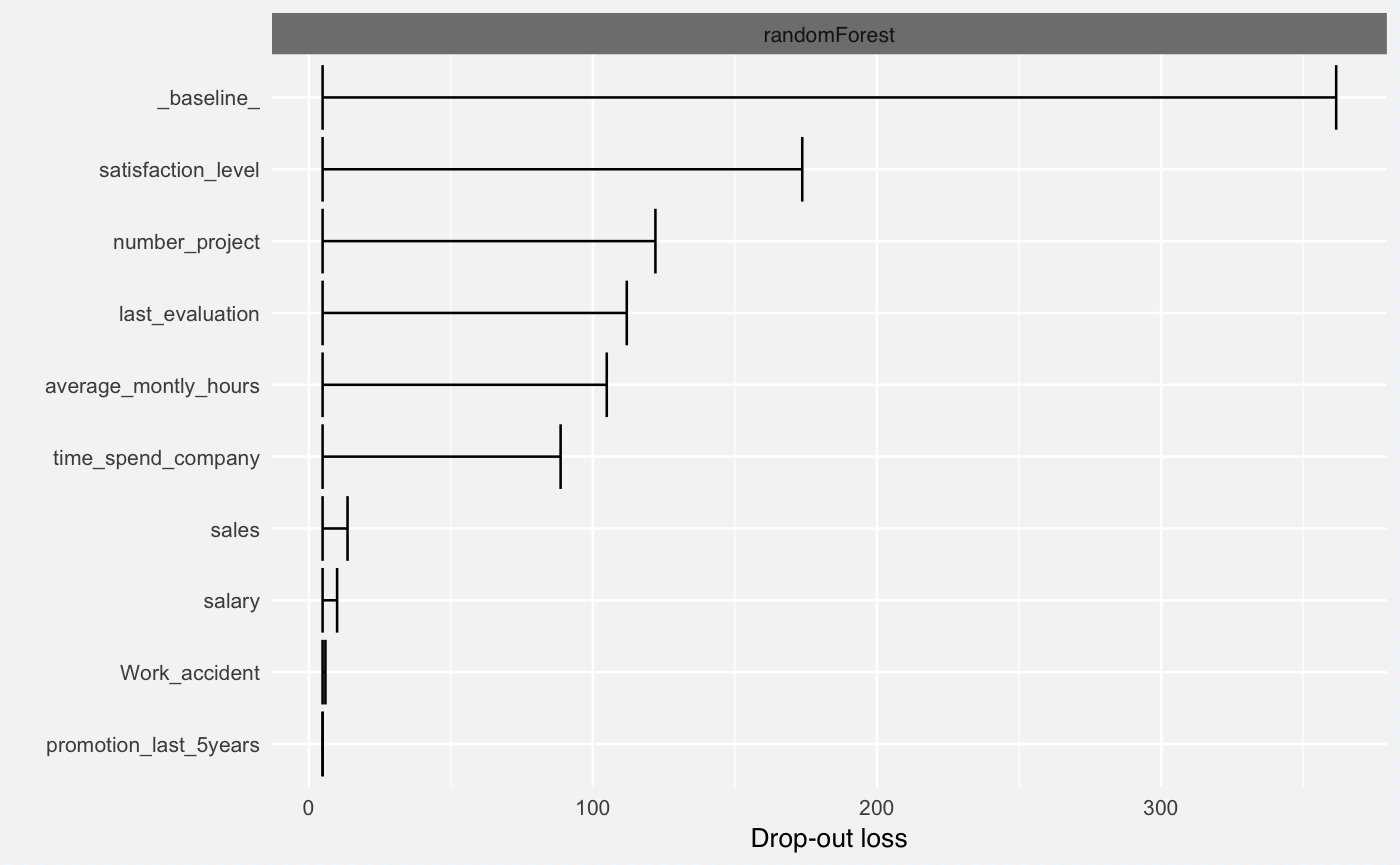 randomForest
_baseline_
satisfaction_level
number_project
last_evaluation
average_montly_hours
time_spend_company
sales
salary
Work_accident
promotion_last_5years
0 100 200 300
Drop-out loss